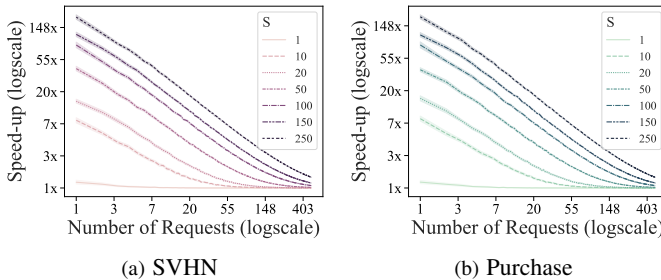 148x
55x
20x
7x
3x
1x
Speed-up (logscale)
1 3 7 20 55 148 403
Number of Requests (logscale)
S
1
10
20
50
100
150
250
(a) SVHN
148x
55x
20x
7x
3x
1x
Speed-up (logscale)
1 3 7 20 55 148 403
Number of Requests (logscale)
S
1
10
20
50
100
150
250
(b) Purchase